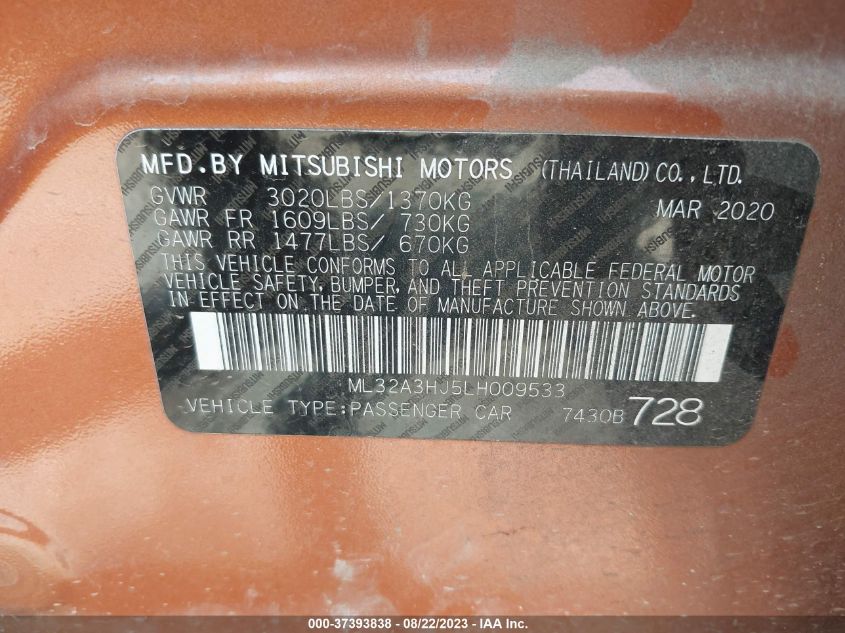 MFD.BY MITSUBISHI MOTORS (THAILAND) CO., LTD.
GVWR 3020LBS/1370KG MAR 2020
GAWR FR 1609LBS/ 730KG
GAWR RR 1477LBS/ 670KG
THIS VEHICLE CONFORMS TO ALL APPLICABLE FEDERAL MOTOR
VEHICLE SAFETY, BUMPER, AND THEFT PREVENTION STANDARDS
IN EFFECT ON THE DATE OF MANUFACTURE SHOWN ABOVE.
ML32A3HJ5LH009533
VEHICLE TYPE:PASSENGER CAR 7430B 728
000-37393838 - 08/22/2023 - IAA Inc.